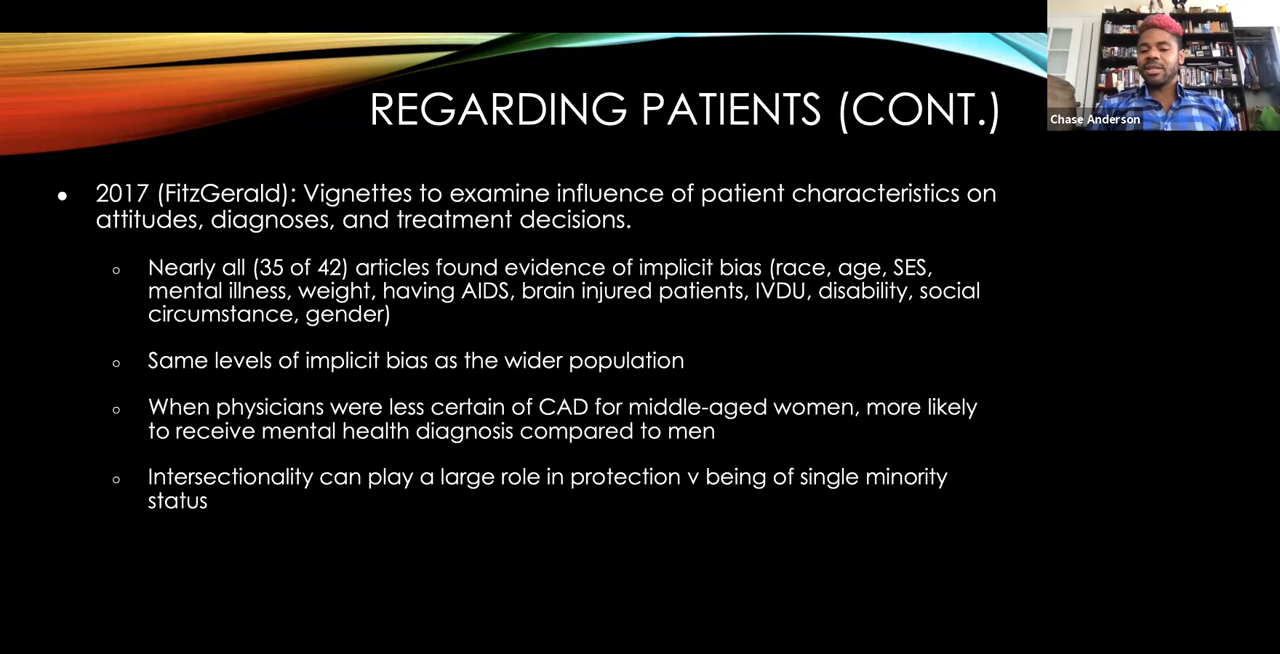 Chase Anderson
REGARDING PATIENTS (CONT.)
• 2017 (FitzGerald): Vignettes to examine influence of patient characteristics on
attitudes, diagnoses, and treatment decisions.
○ Nearly all (35 of 42) articles found evidence of implicit bias (race, age, SES,
mental illness, weight, having AIDS, brain injured patients, IVDU, disability, social
circumstance, gender)
○ Same levels of implicit bias as the wider population
○ When physicians were less certain of CAD for middle-aged women, more likely
to receive mental health diagnosis compared to men
○ Intersectionality can play a large role in protection v being of single minority
status